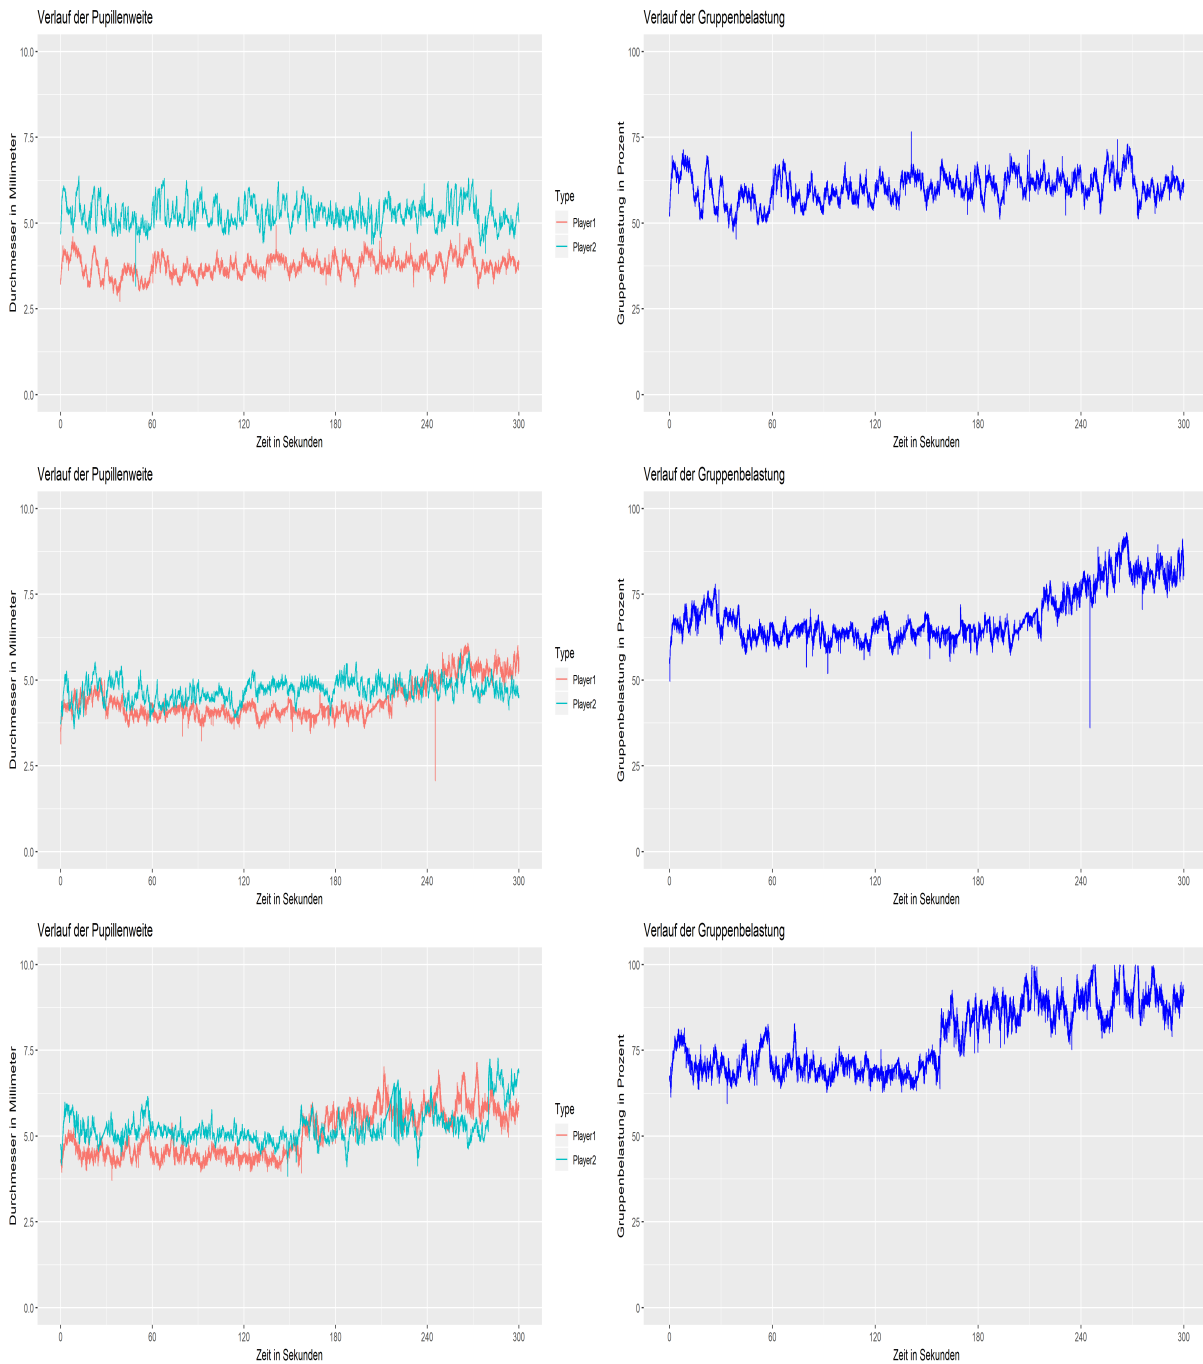 Verlauf der Pupillenweite
Verlauf der Gruppenbelastung
Durchmesser in Millimeter
10.0
7.5
5.0
2.5
0.0
0 60 120 180 240 300
Zeit in Sekunden
Type
Player1
Player2
Gruppenbelastung in Prozent
100
75
50
25
0
0 60 120 180 240 300
Zeit in Sekunden
Verlauf der Pupillenweite
Verlauf der Gruppenbelastung
Durchmesser in Millimeter
10.0
7.5
5.0
2.5
0.0
0 60 120 180 240 300
Zeit in Sekunden
Type
Player1
Player2
Gruppenbelastung in Prozent
100
75
50
25
0
0 60 120 180 240 300
Zeit in Sekunden
Verlauf der Pupillenweite
Verlauf der Gruppenbelastung
Durchmesser in Millimeter
10.0
7.5
5.0
2.5
0.0
0 60 120 180 240 300
Zeit in Sekunden
Type
Player1
Player2
Gruppenbelastung in Prozent
100
75
50
25
0
0 60 120 180 240 300
Zeit in Sekunden